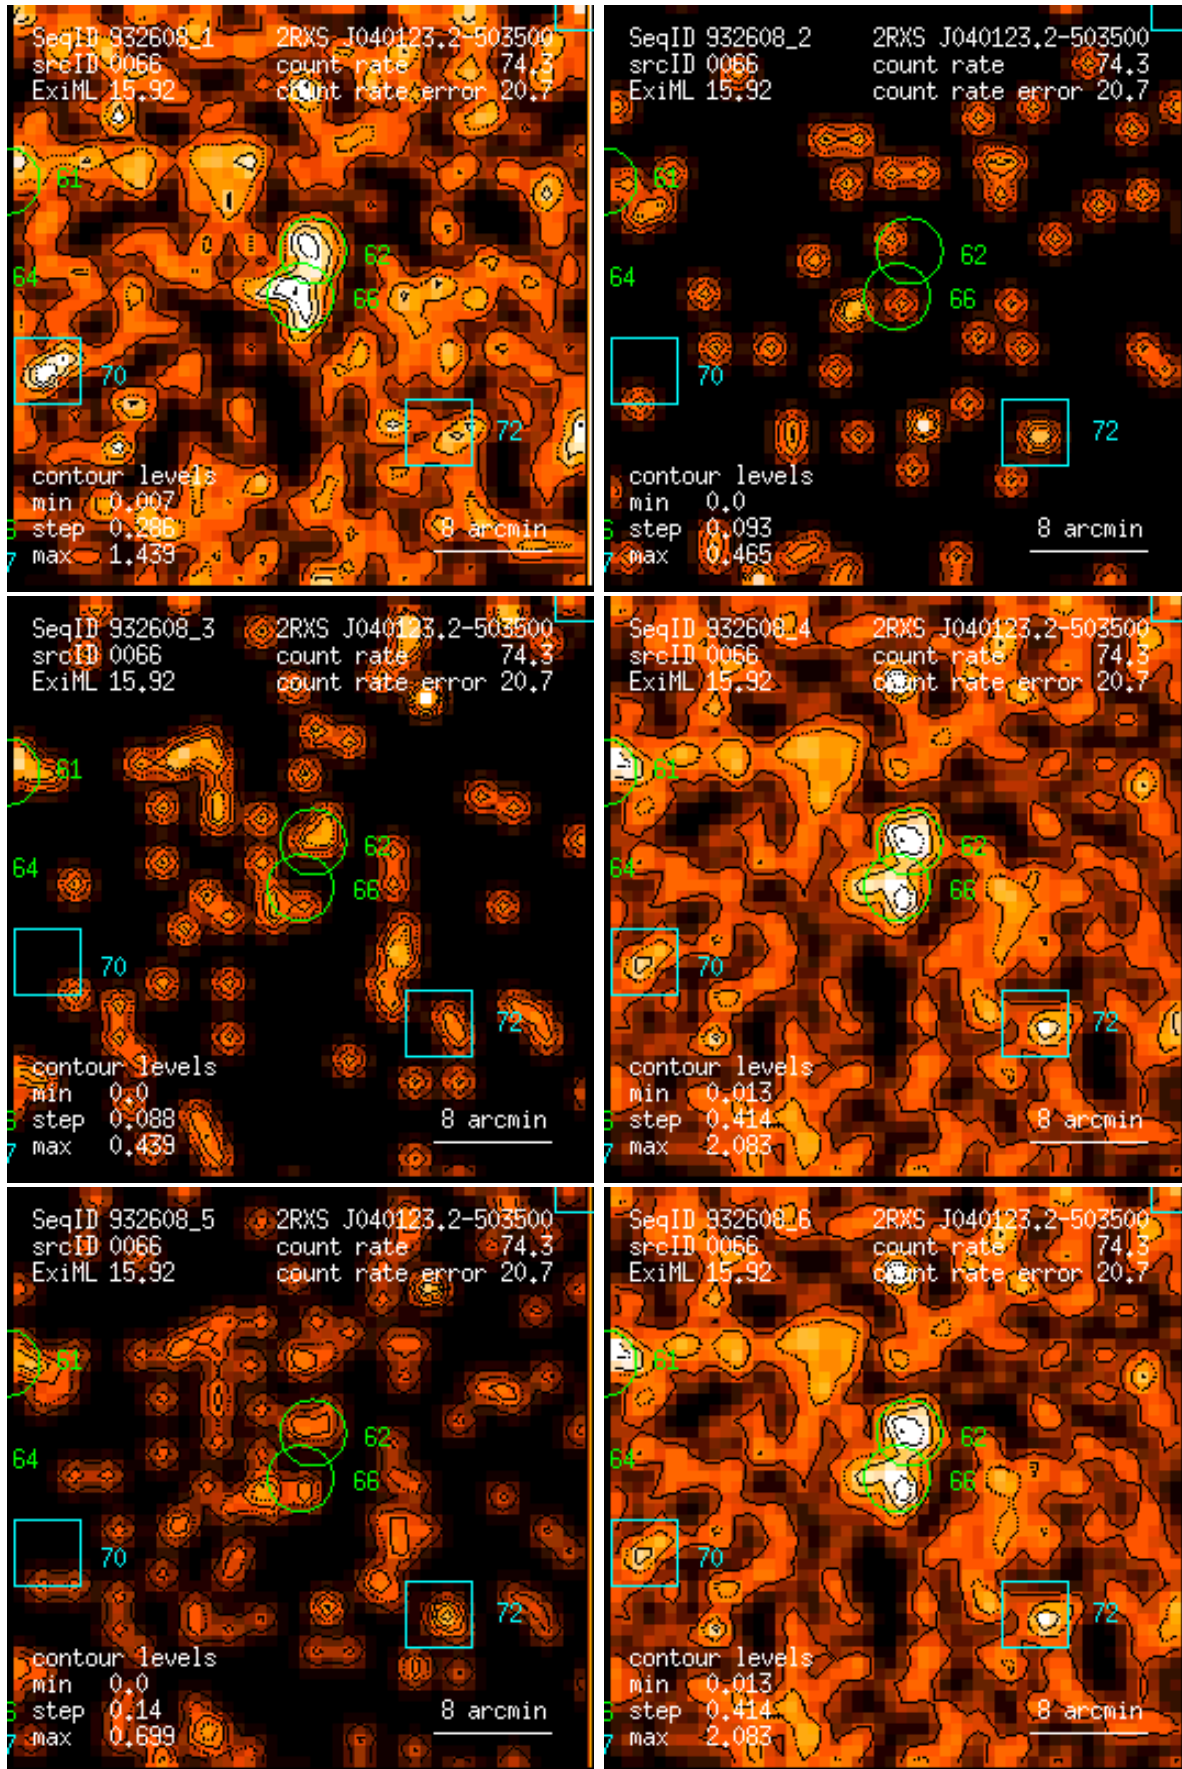 SeqID 932608_1 2RXS J040123.2-503500
srcID 0066 count rate 74.3
ExiML 15.92 count rate error 20.7
61
62
64
66
70
72
contour levels
min 0.007
step 0.286
max 1.439
8 arcmin
SeqID 932608_2 2RXS J040123.2-503500
srcID 0066 count rate 74.3
ExiML 15.92 count rate error 20.7
61
62
64
66
70
72
contour levels
min 0.0
step 0.093
max 0.465
8 arcmin
SeqID 932608_3 2RXS J040123.2-503500
srcID 0066 count rate 74.3
ExiML 15.92 count rate error 20.7
61
62
64
66
70
72
contour levels
min 0.0
step 0.088
max 0.439
8 arcmin
SeqID 932608_4 2RXS J040123.2-503500
srcID 0066 count rate 74.3
ExiML 15.92 count rate error 20.7
61
62
64
66
70
72
contour levels
min 0.013
step 0.414
max 2.083
8 arcmin
SeqID 932608_5 2RXS J040123.2-503500
srcID 0066 count rate 74.3
ExiML 15.92 count rate error 20.7
61
62
64
66
70
72
contour levels
min 0.0
step 0.14
max 0.699
8 arcmin
SeqID 932608_6 2RXS J040123.2-503500
srcID 0066 count rate 74.3
ExiML 15.92 count rate error 20.7
61
62
64
66
70
72
contour levels
min 0.013
step 0.414
max 2.083
8 arcmin